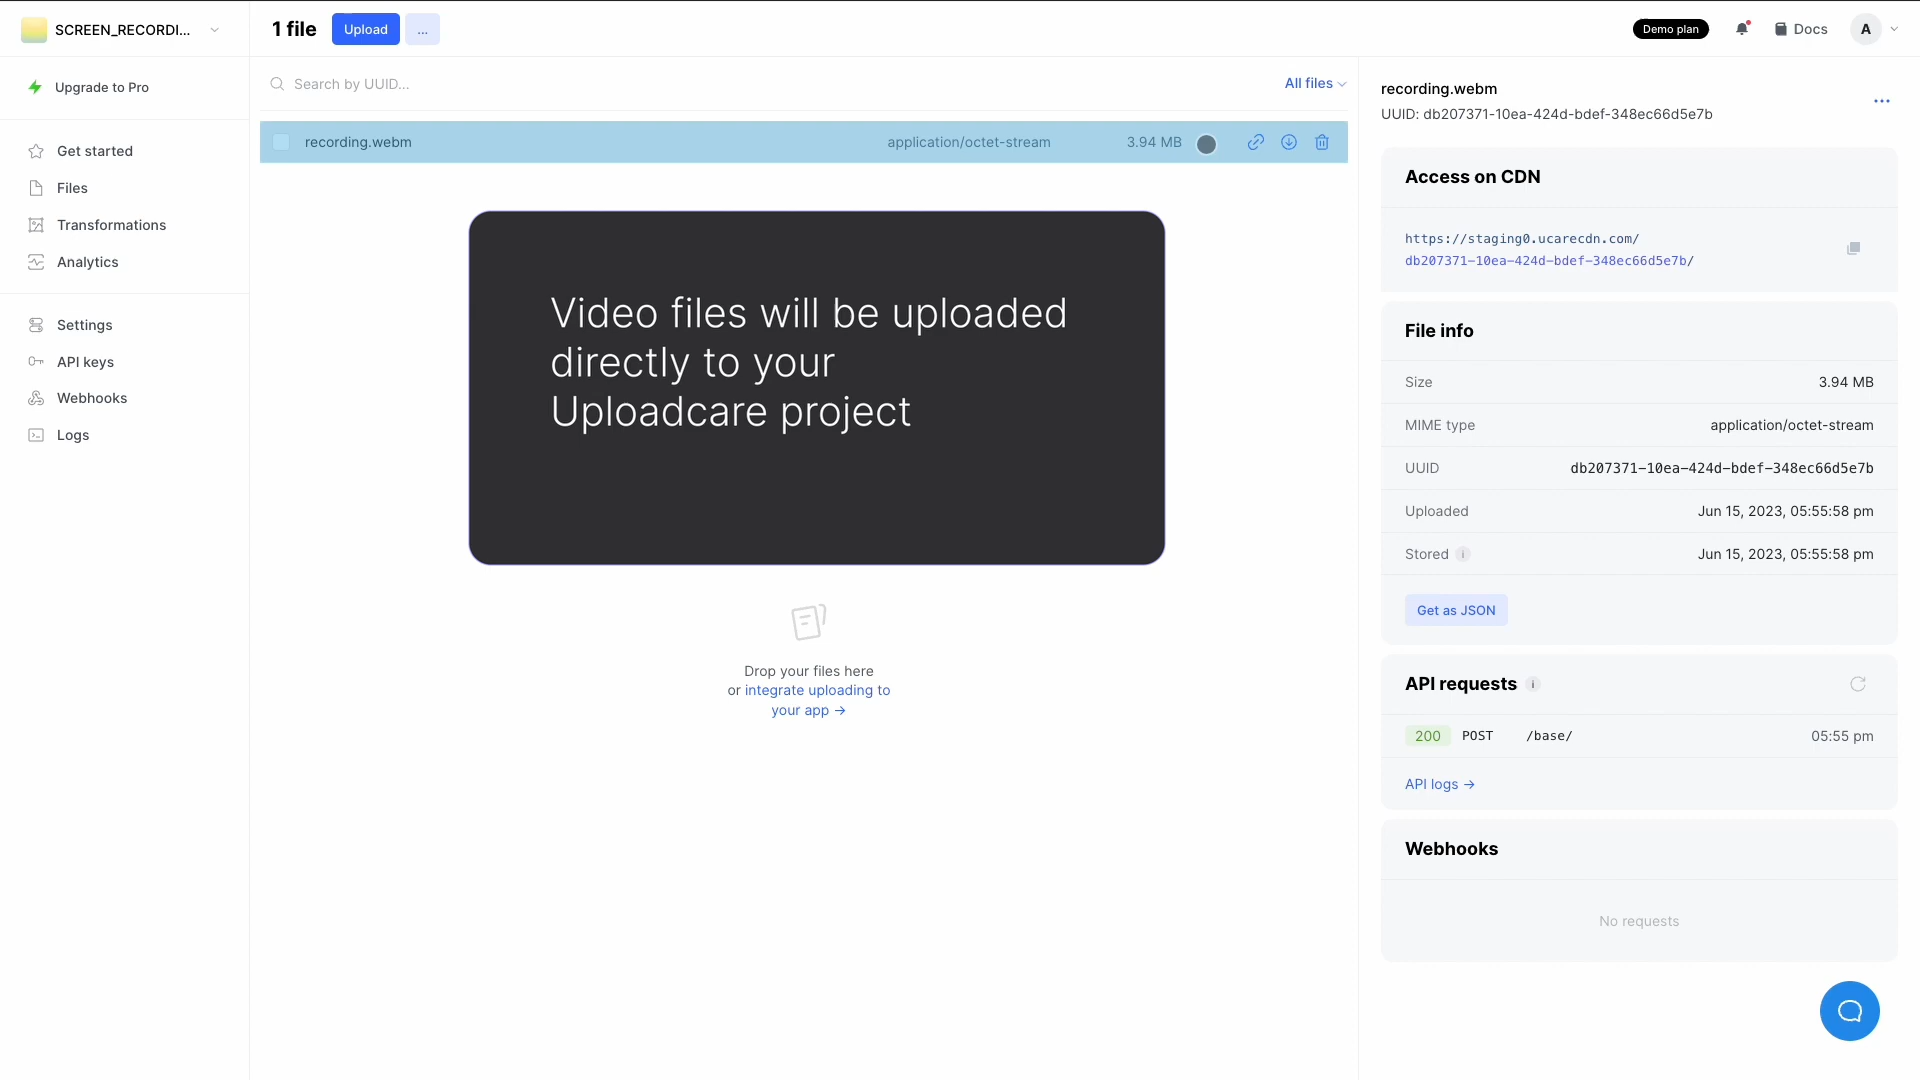 SCREEN_RECORDI...
1 file
Upload
...
Demo plan
Docs
A
Upgrade to Pro
Get started
Files
Transformations
Analytics
Settings
API keys
Webhooks
Logs
Search by UUID...
All files
recording.webm
application/octet-stream
3.94 MB
Video files will be uploaded
directly to your
Uploadcare project
Drop your files here
or integrate uploading to
your app →
recording.webm
...
UUID: db207371-10ea-424d-bdef-348ec66d5e7b
Access on CDN
https://staging0.ucarecdn.com/
db207371-10ea-424d-bdef-348ec66d5e7b/
File info
Size 3.94 MB
MIME type application/octet-stream
UUID db207371-10ea-424d-bdef-348ec66d5e7b
Uploaded Jun 15, 2023, 05:55:58 pm
Stored i Jun 15, 2023, 05:55:58 pm
Get as JSON
API requests i
200 POST /base/ 05:55 pm
API logs →
Webhooks
No requests